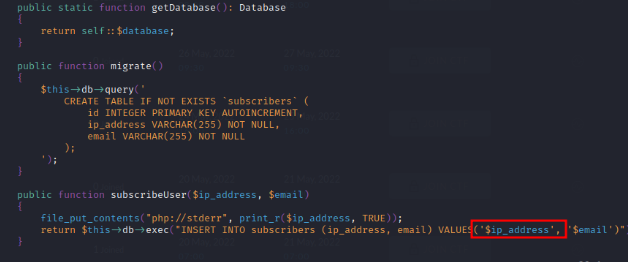 public static function getDatabase(): Database
{
return self::$database;
}
public function migrate()
{
$this->db->query('
CREATE TABLE IF NOT EXISTS `subscribers` (
id INTEGER PRIMARY KEY AUTOINCREMENT,
ip_address VARCHAR(255) NOT NULL,
email VARCHAR(255) NOT NULL
);
');
}
public function subscribeUser($ip_address, $email)
{
file_put_contents("php://stderr", print_r($ip_address, TRUE));
return $this->db->exec("INSERT INTO subscribers (ip_address, email) VALUES('$ip_address', '$email')"
}